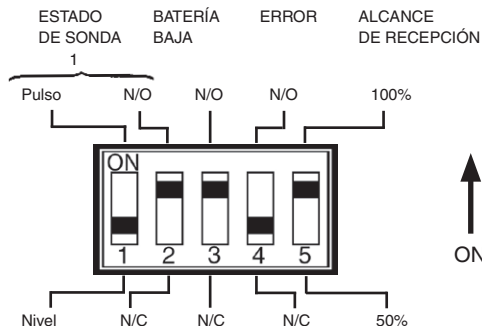 ESTADO DE SONDA
BATERÍA BAJA
ERROR
ALCANCE DE RECEPCIÓN
1
Pulso N/O N/O N/O 100%
ON
1 2 3 4 5
ON
Nivel N/C N/C N/C 50%